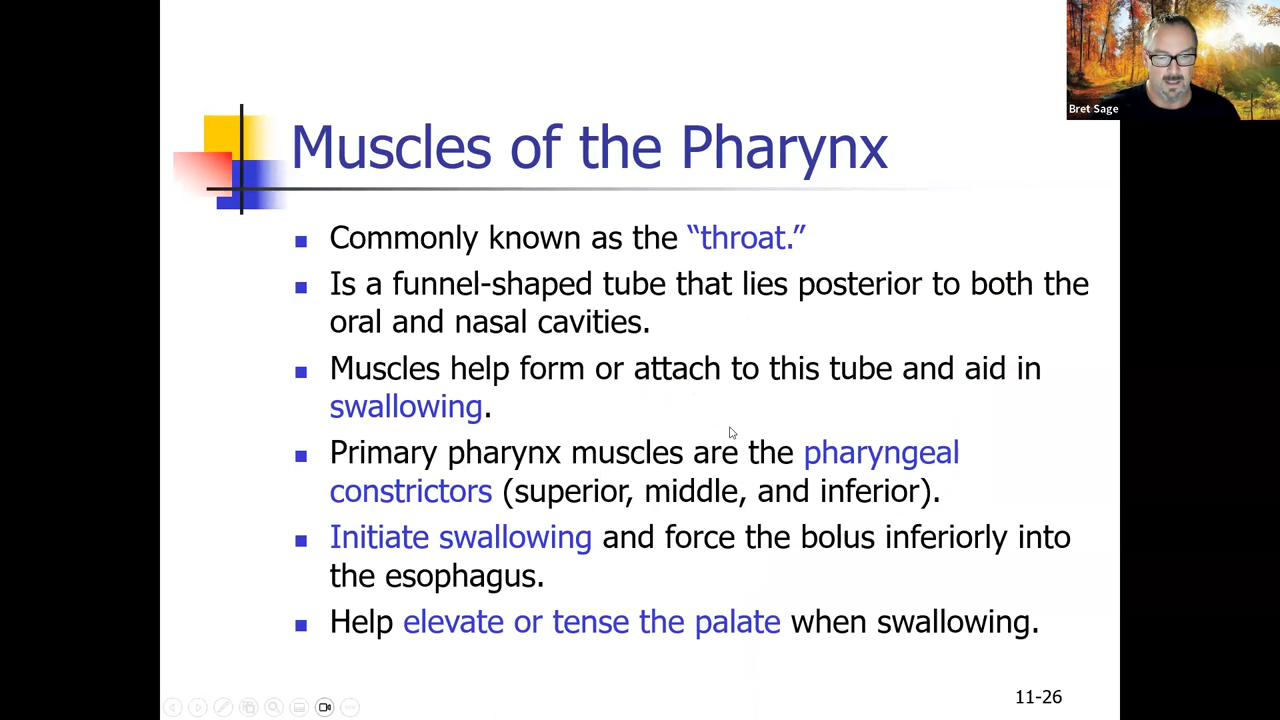 Bret Sage
Muscles of the Pharynx
Commonly known as the “throat.”
Is a funnel-shaped tube that lies posterior to both the
oral and nasal cavities.
Muscles help form or attach to this tube and aid in
swallowing.
Primary pharynx muscles are the pharyngeal
constrictors (superior, middle, and inferior).
Initiate swallowing and force the bolus inferiorly into
the esophagus.
Help elevate or tense the palate when swallowing.
11-26